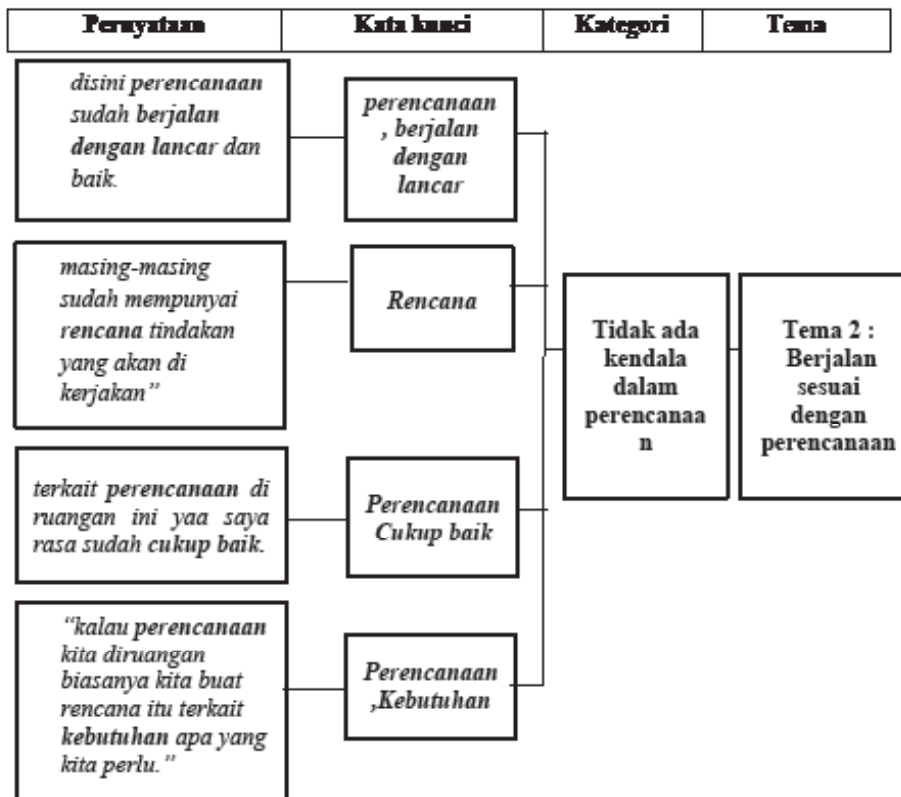 Pernyataan Kata kunci Kategori Tema
disini perencanaan
sudah berjalan
dengan lancar dan
baik.
perencanaan
, berjalan
dengan
lancar
masing-masing
sudah mempunyai
rencana tindakan
yang akan di
kerjakan”
Rencana
terkait perencanaan di
ruangan ini yaa saya
rasa sudah cukup baik.
Perencanaan
Cukup baik
“kalau perencanaan
kita diruangan
biasanya kita buat
rencana itu terkait
kebutuhan apa yang
kita perlu.”
Perencanaan
,Kebutuhan
Tidak ada
kendala
dalam
perencanaa
n
Tema 2 :
Berjalan
sesuai
dengan
perencanaan